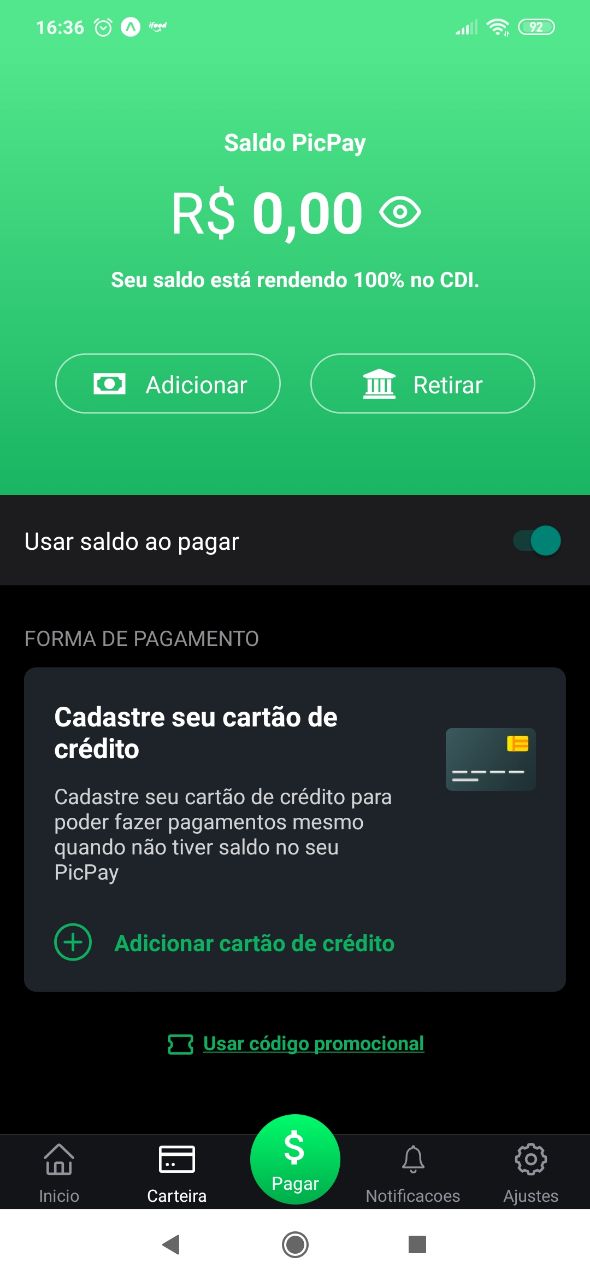 16:36
92
Saldo PicPay
R$ 0,00
Seu saldo está rendendo 100% no CDI.
Adicionar
Retirar
Usar saldo ao pagar
FORMA DE PAGAMENTO
Cadastre seu cartão de
crédito
Cadastre seu cartão de crédito para
poder fazer pagamentos mesmo
quando não tiver saldo no seu
PicPay
Adicionar cartão de crédito
Usar código promocional
$
Inicio
Carteira
Pagar
Notificacoes
Ajustes